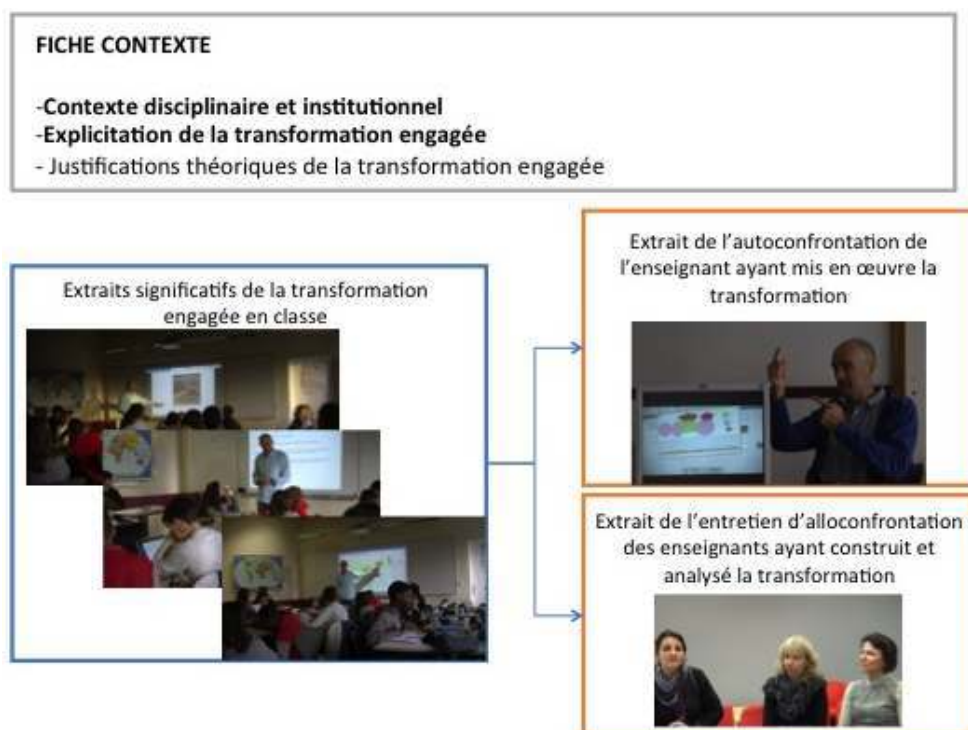 FICHE CONTEXTE
-Contexte disciplinaire et institutionnel
-Explicitation de la transformation engagée
- Justifications théoriques de la transformation engagée
Extraits significatifs de la transformation
engagée en classe
Extrait de l’autoconfrontation de
l’enseignant ayant mis en œuvre la
transformation
Extrait de l’entretien d’alloconfrontation
des enseignants ayant construit et
analysé la transformation